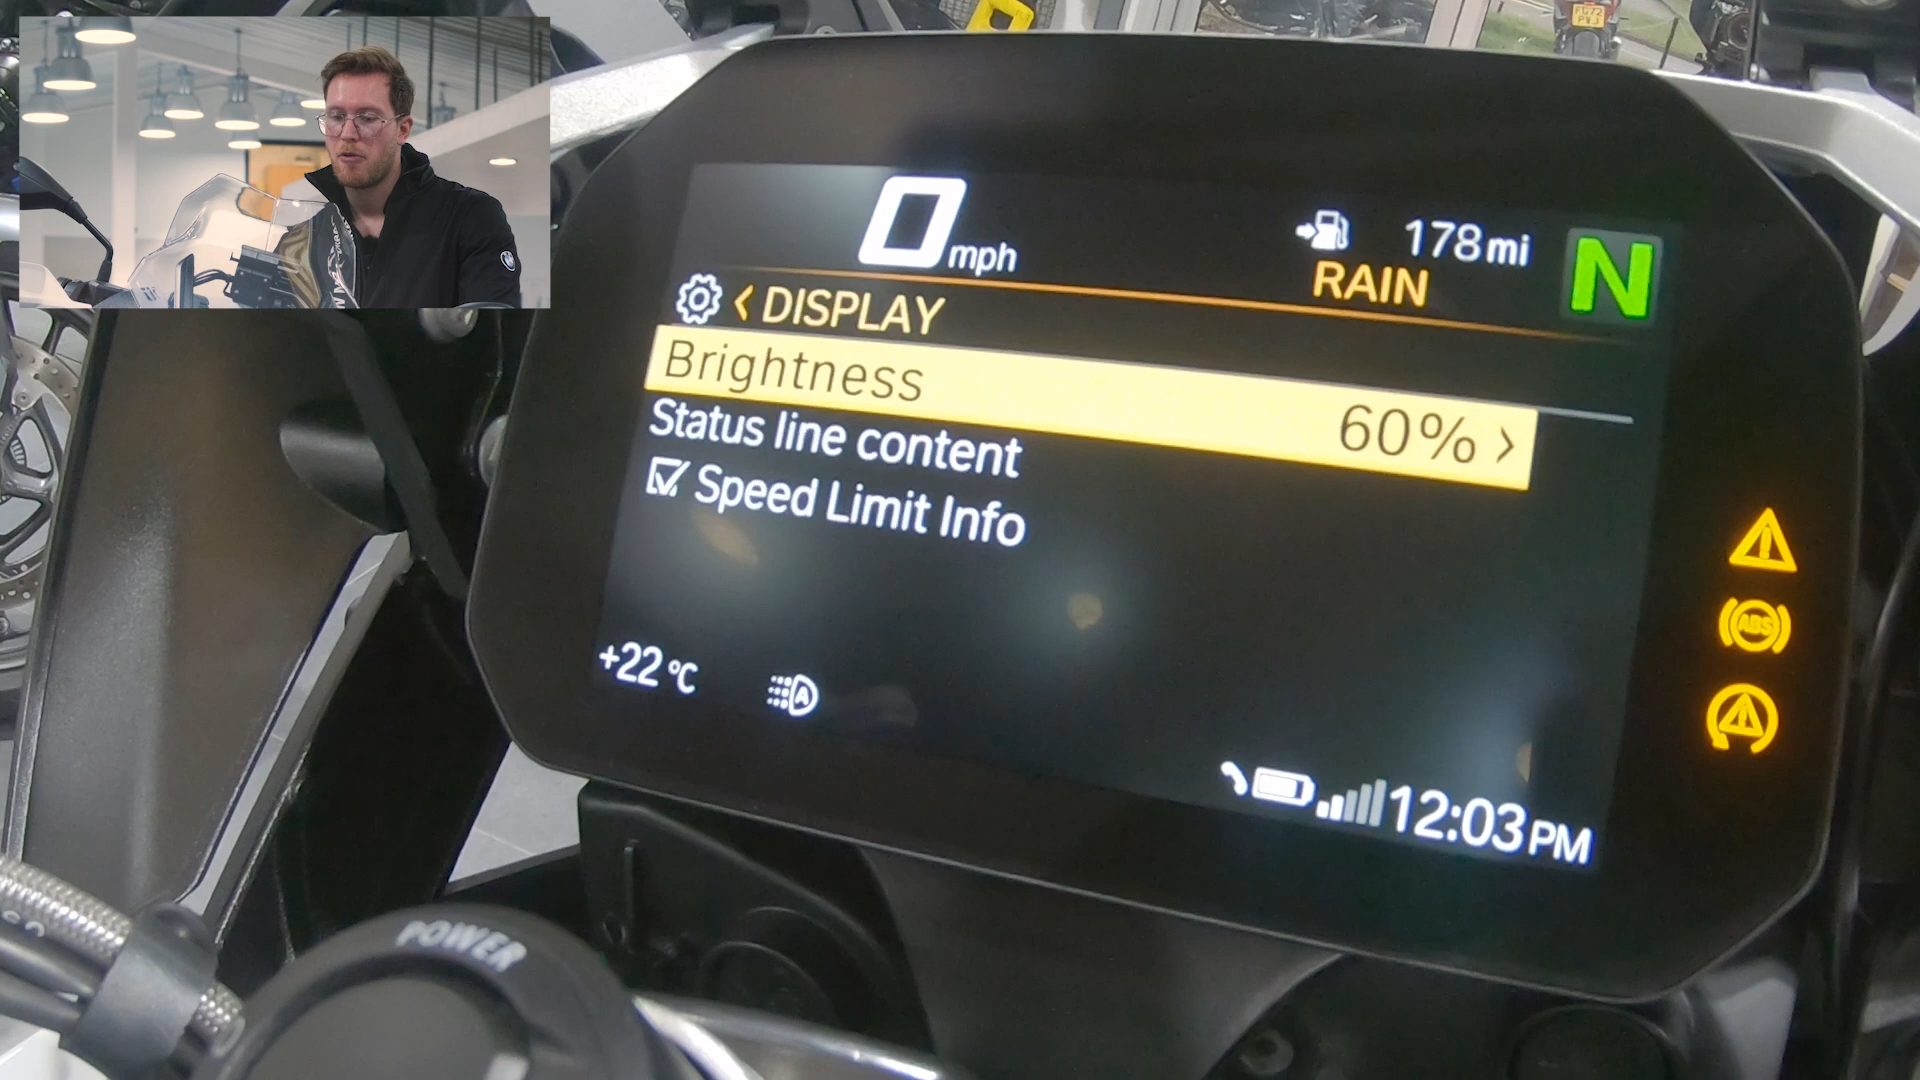 0 mph
178 mi
RAIN
N
< DISPLAY
Brightness
60% >
Status line content
Speed Limit Info
ABS
+22 °C
A
12:03 PM
POWER